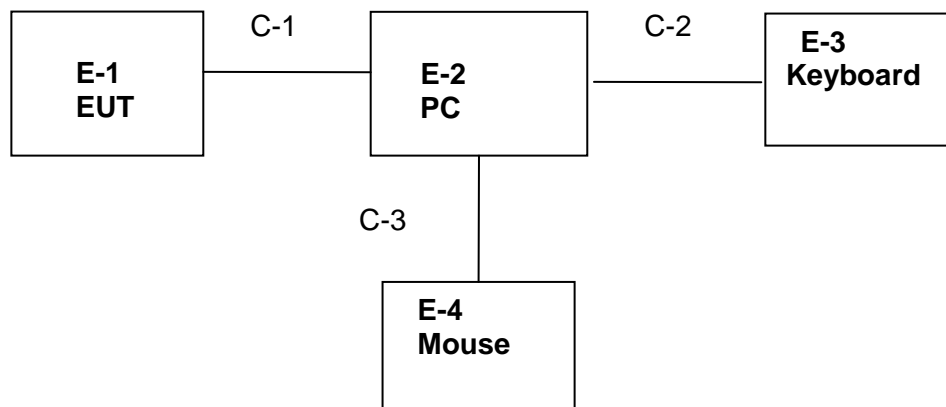 C-1
C-2
E-1
EUT
E-2
PC
E-3
Keyboard
C-3
E-4
Mouse